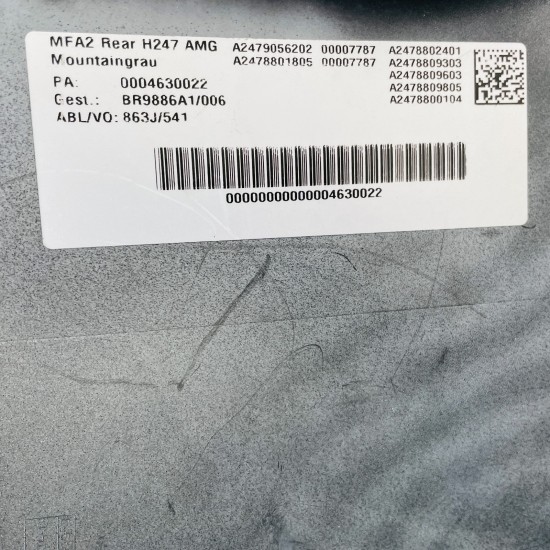 MFA2 Rear H247 AMG A2479056202 00007787 A2478802401
Mountaingrau A2478801805 00007787 A2478809303
PA: 0004630022 A2478809603
Gest.: BR9886A1/006 A2478809805
ABL/VO: 863J/541 A2478800104
00000000000004630022